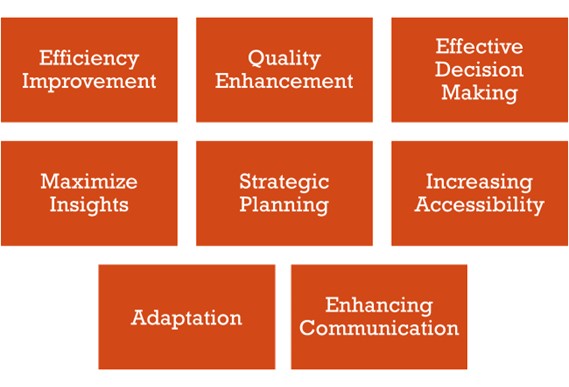 Efficiency
Improvement
Quality
Enhancement
Effective
Decision
Making
Maximize
Insights
Strategic
Planning
Increasing
Accessibility
Adaptation
Enhancing
Communication